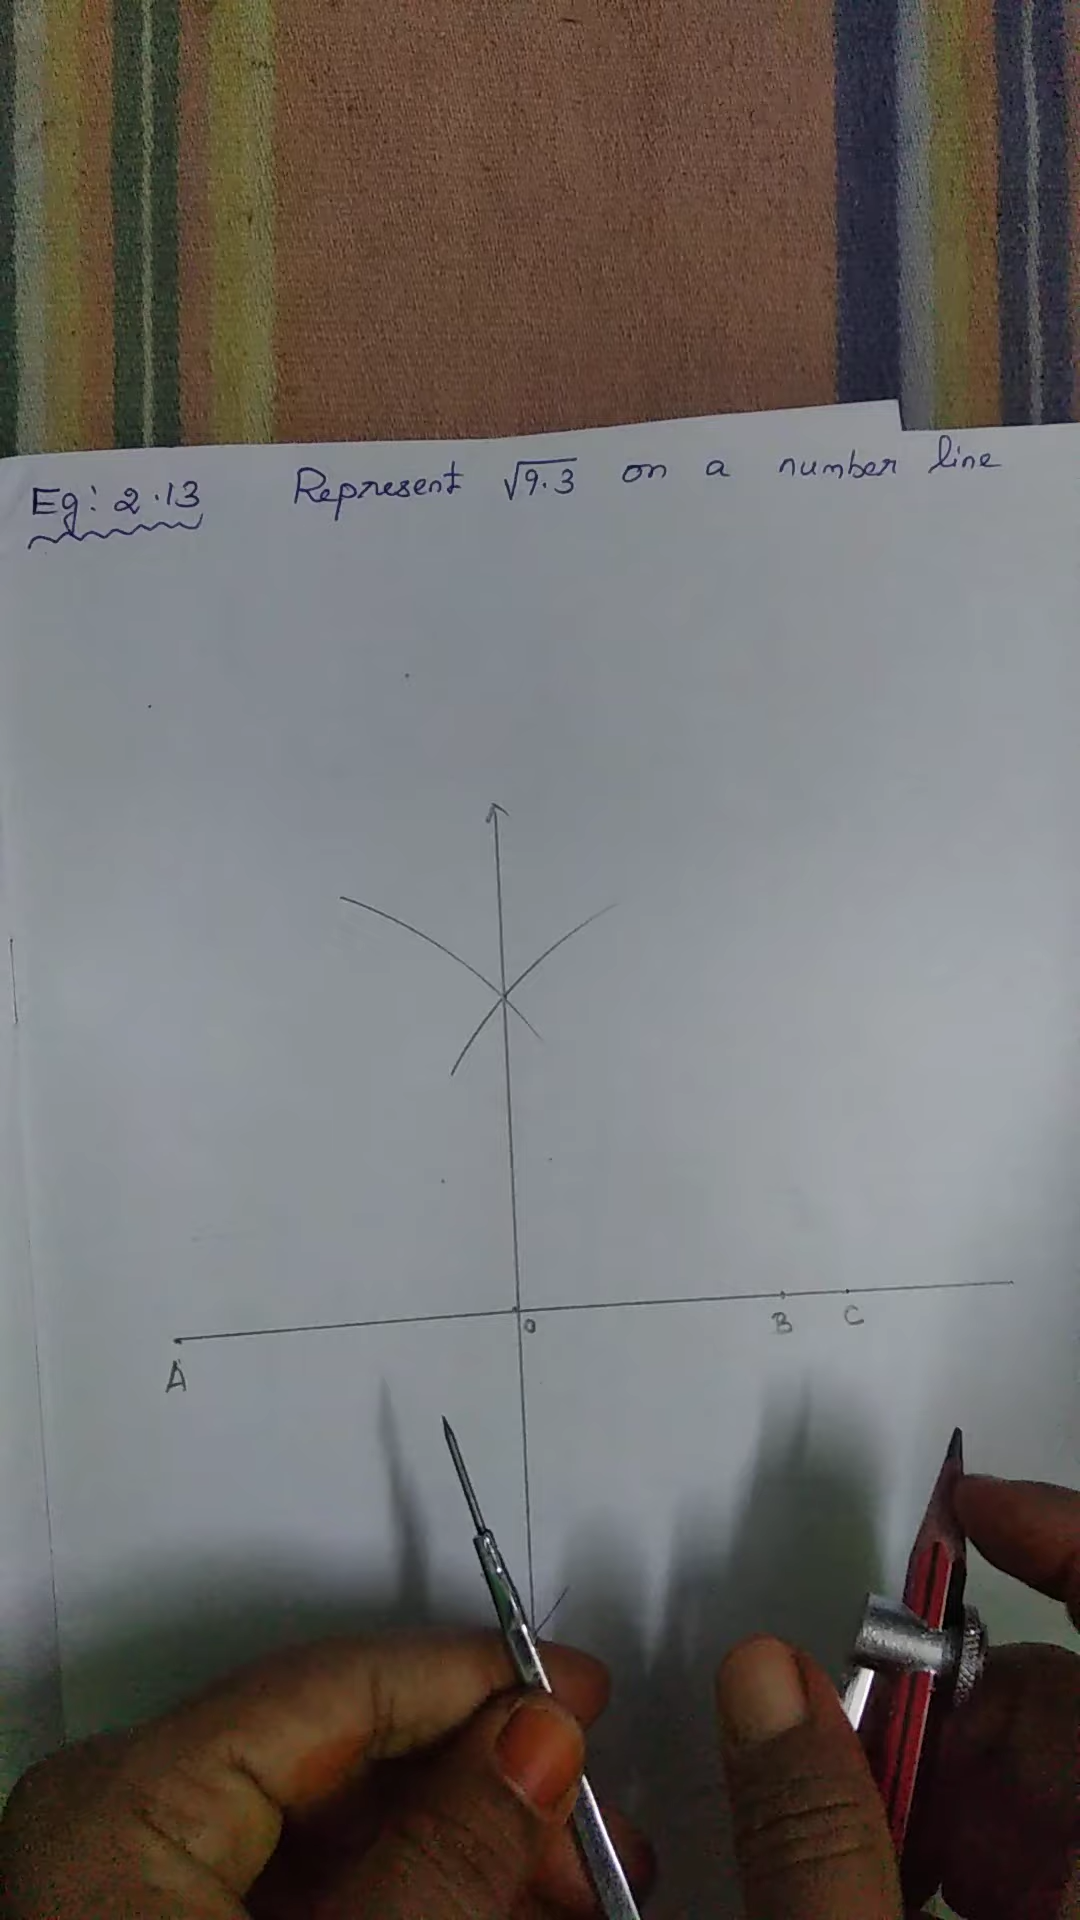 Eg: 2.13 Represent √9.3 on a number line
O B C
A